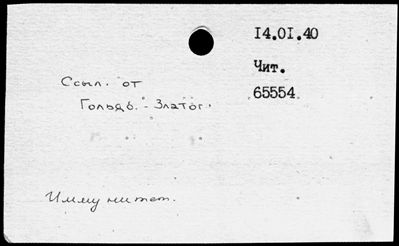 14.01.40
Чит.
65554
Ссыл. от
Гольдб. - Златог.
Иммунитет.